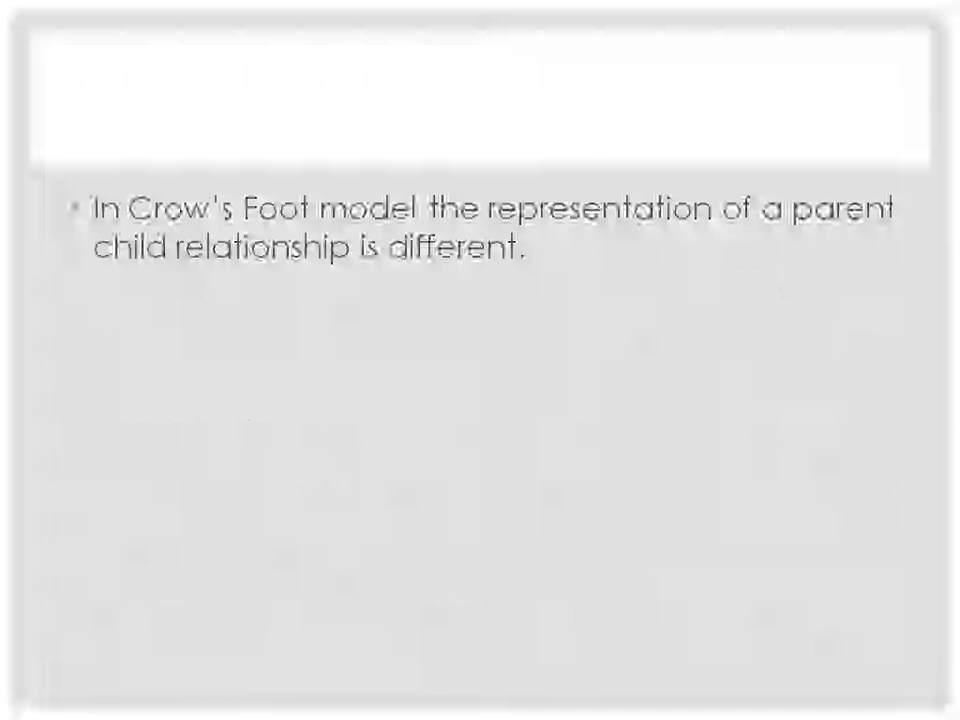 • In Crow's Foot model the representation of a parent
child relationship is different.